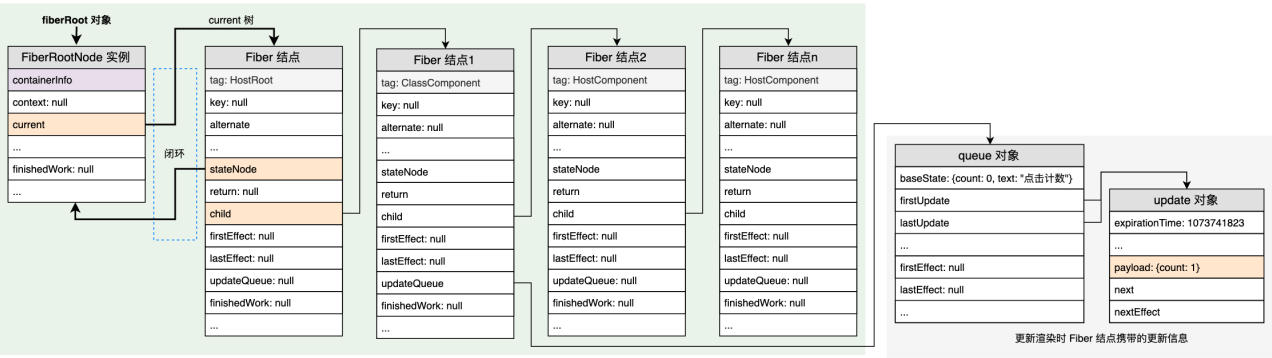 fiberRoot 对象
current 树
FiberRootNode 实例
containerInfo
context: null
current
...
finishedWork: null
...
闭环
Fiber 结点
tag: HostRoot
key: null
alternate
...
stateNode
return: null
child
firstEffect: null
lastEffect: null
updateQueue: null
finishedWork: null
...
Fiber 结点1
tag: ClassComponent
key: null
alternate: null
...
stateNode
return
child
firstEffect: null
lastEffect: null
updateQueue
finishedWork: null
...
Fiber 结点2
tag: HostComponent
key: null
alternate: null
...
stateNode
return
child
firstEffect: null
lastEffect: null
updateQueue: null
finishedWork: null
...
Fiber 结点n
tag: HostComponent
key: null
alternate: null
...
stateNode
return
child
firstEffect: null
lastEffect: null
updateQueue: null
finishedWork: null
...
queue 对象
baseState: {count: 0, text: "点击计数"}
firstUpdate
lastUpdate
...
firstEffect: null
lastEffect: null
...
update 对象
expirationTime: 1073741823
...
payload: {count: 1}
next
nextEffect
更新渲染时 Fiber 结点携带的更新信息